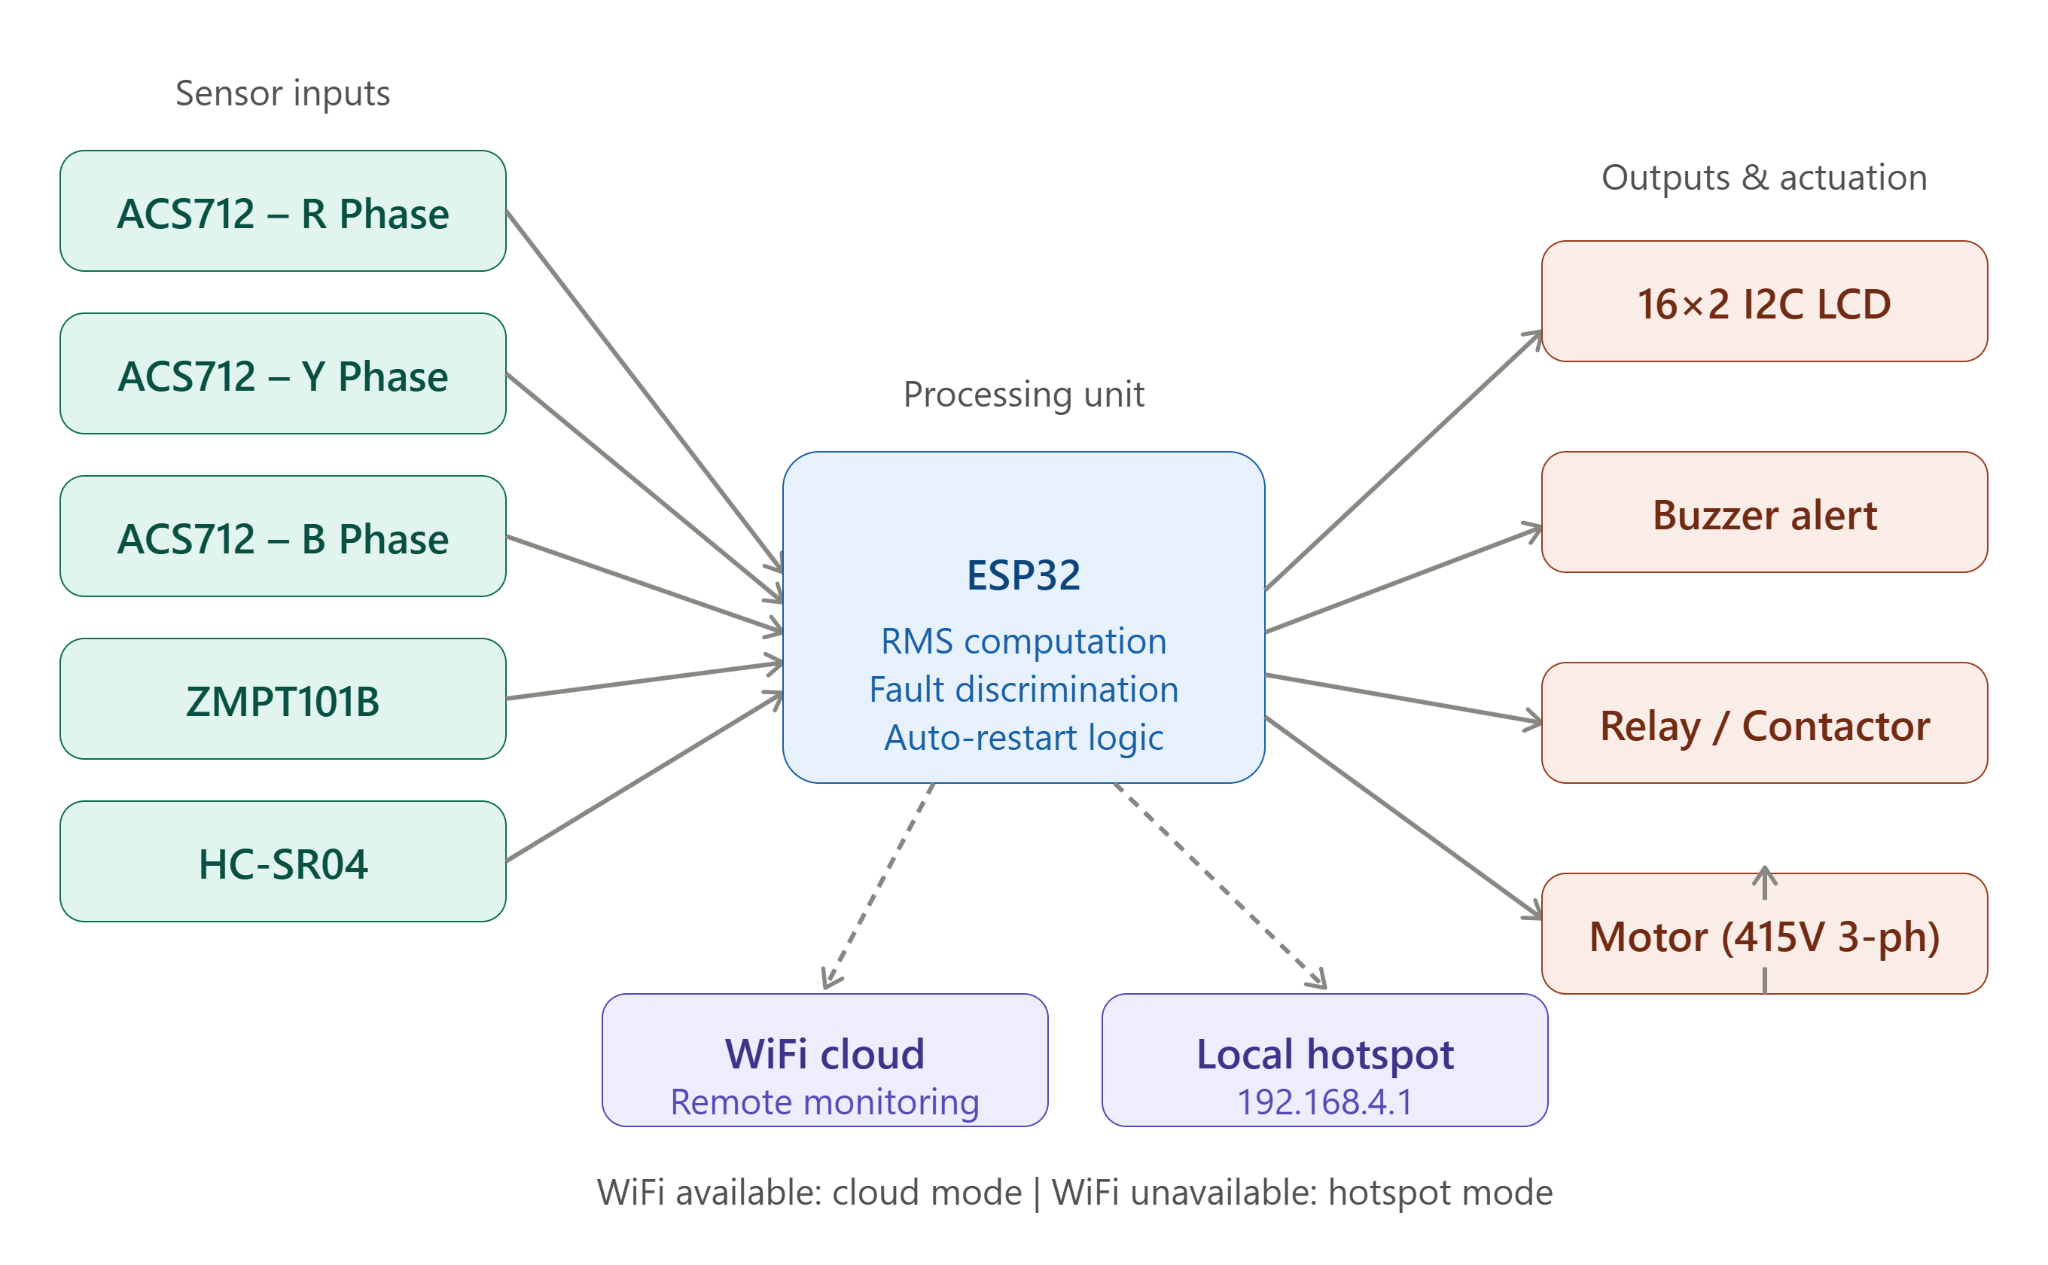 Sensor inputs
ACS712 – R Phase
ACS712 – Y Phase
ACS712 – B Phase
ZMPT101B
HC-SR04
Processing unit
ESP32
RMS computation
Fault discrimination
Auto-restart logic
Outputs & actuation
16×2 I2C LCD
Buzzer alert
Relay / Contactor
Motor (415V 3-ph)
WiFi cloud
Remote monitoring
Local hotspot
192.168.4.1
WiFi available: cloud mode | WiFi unavailable: hotspot mode